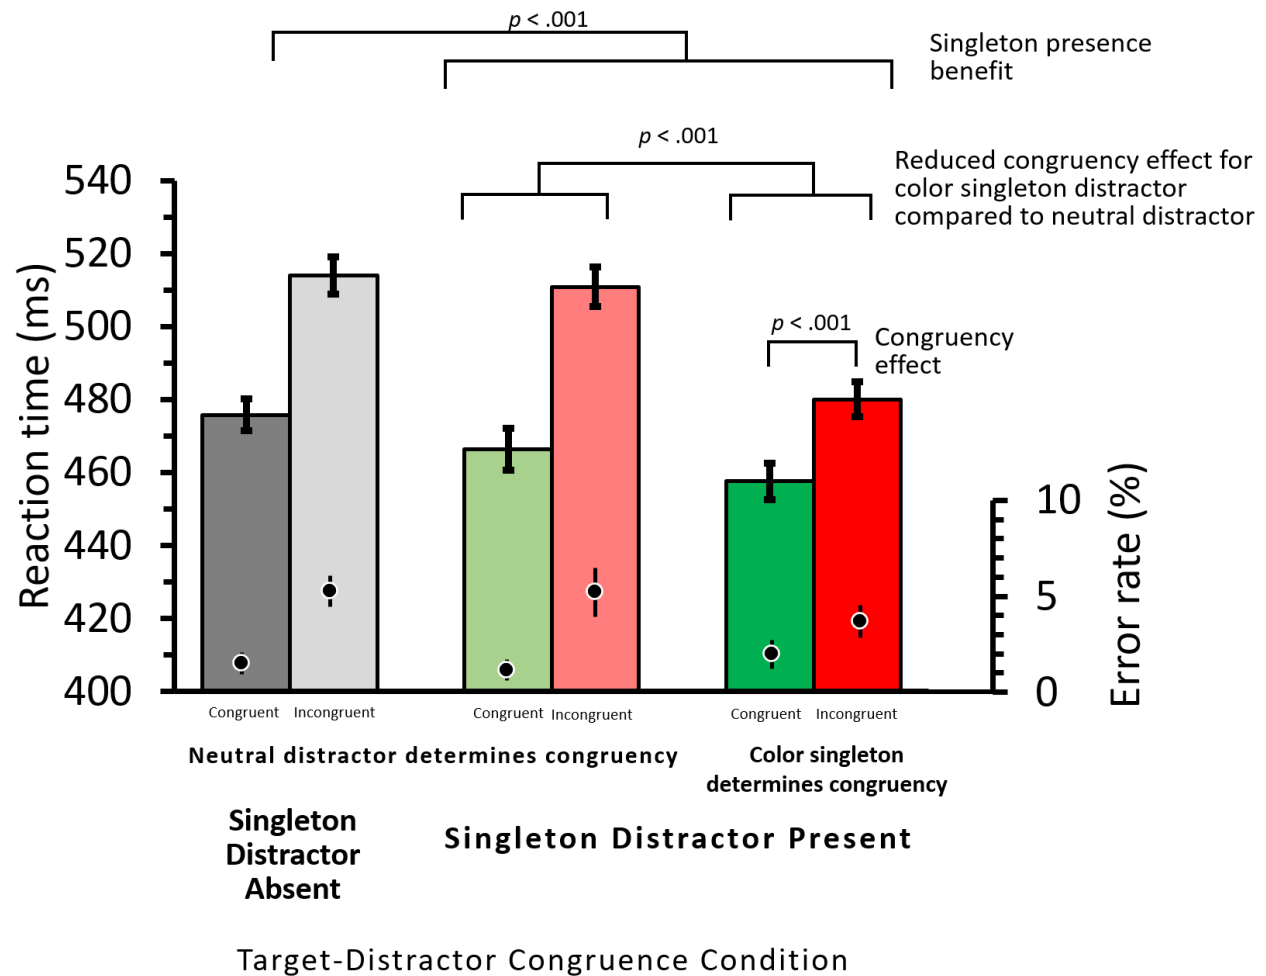 p < .001
Singleton presence
benefit
p < .001
Reduced congruency effect for
color singleton distractor
compared to neutral distractor
540
520
500
480
460
440
420
400
Reaction time (ms)
p < .001
Congruency
effect
10
5
0
Error rate (%)
Congruent Incongruent
Congruent Incongruent
Congruent Incongruent
Neutral distractor determines congruency
Color singleton
determines congruency
Singleton
Distractor
Absent
Singleton Distractor Present
Target-Distractor Congruence Condition